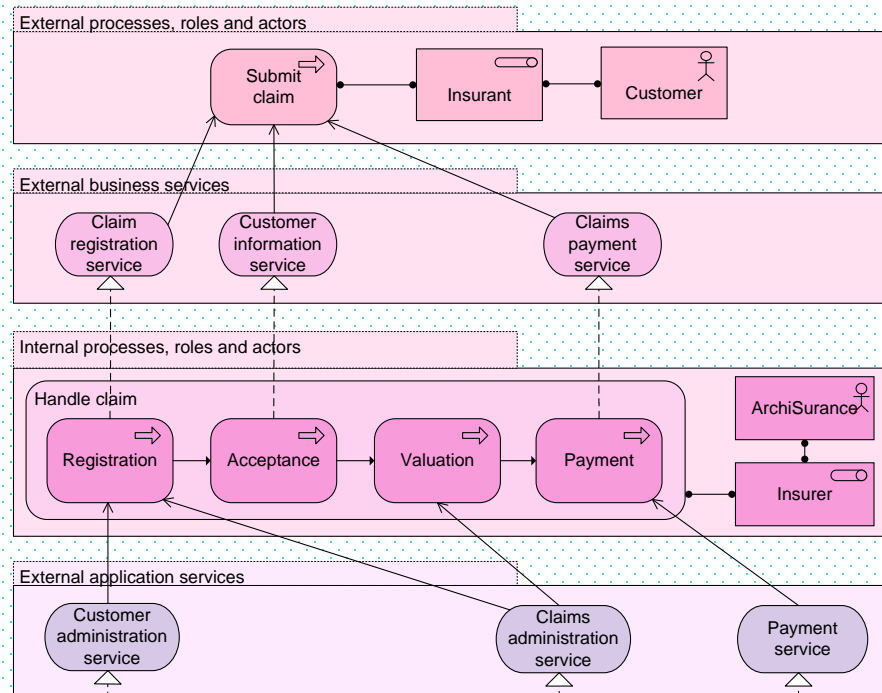 External processes, roles and actors
Submit
claim
Insurant
Customer
External business services
Claim
registration
service
Customer
information
service
Claims
payment
service
Internal processes, roles and actors
Handle claim
ArchiSurance
Registration
Acceptance
Valuation
Payment
Insurer
External application services
Customer
administration
service
Claims
administration
service
Payment
service